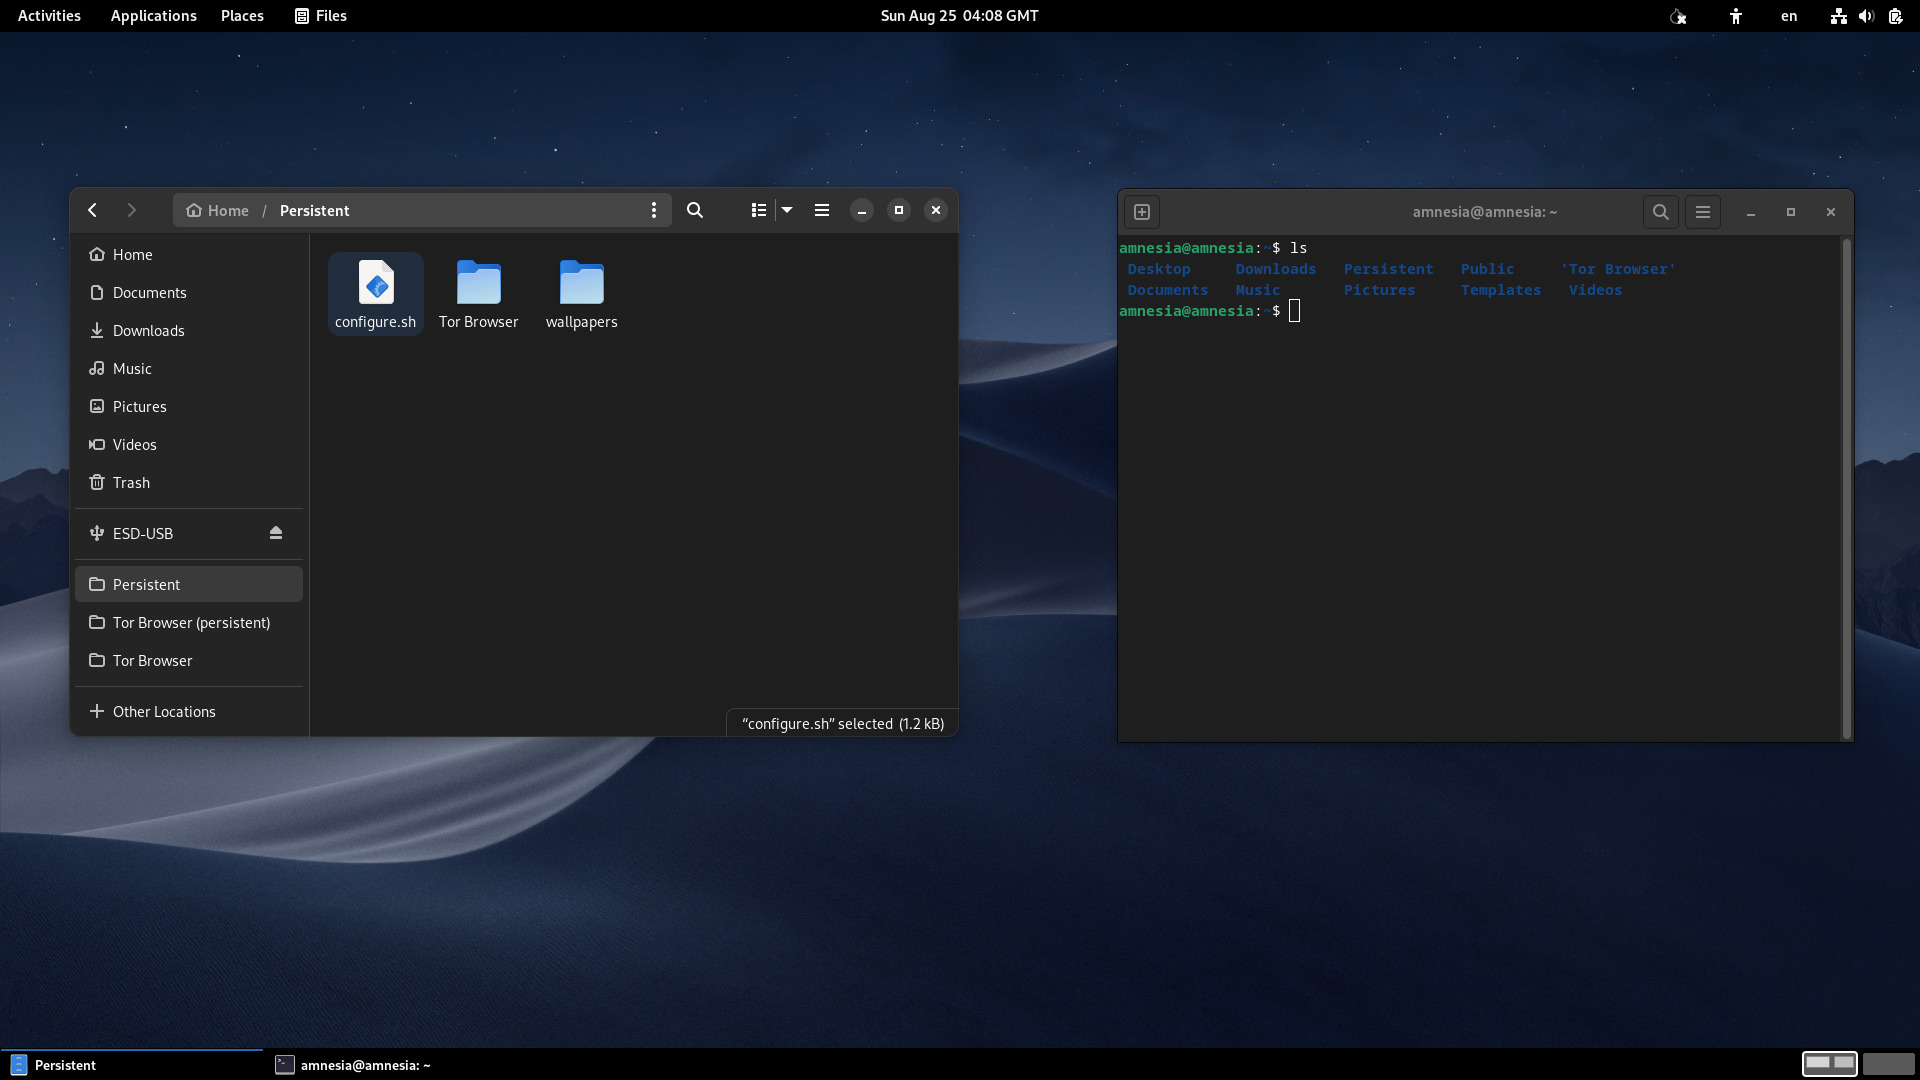 Activities Applications Places Files Sun Aug 25 04:08 GMT en
Home / Persistent
Home
Documents
Downloads
Music
Pictures
Videos
Trash
ESD-USB
Persistent
Tor Browser (persistent)
Tor Browser
Other Locations
configure.sh Tor Browser wallpapers
“configure.sh” selected (1.2 kB)
amnesia@amnesia: ~
amnesia@amnesia:~$ ls
Desktop Downloads Persistent Public 'Tor Browser'
Documents Music Pictures Templates Videos
amnesia@amnesia:~$
Persistent amnesia@amnesia: ~